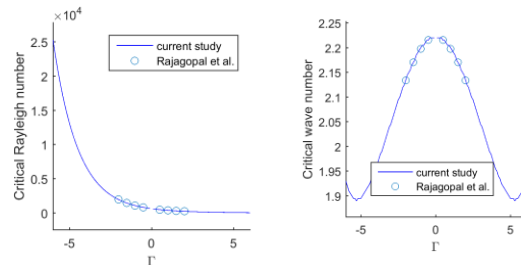 ×10⁴
2.5
2
1.5
1
0.5
0
-5
0
5
Γ
Critical Rayleigh number
current study
Rajagopal et al.
2.25
2.2
2.15
2.1
2.05
2
1.95
1.9
-5
0
5
Γ
Critical wave number
current study
Rajagopal et al.